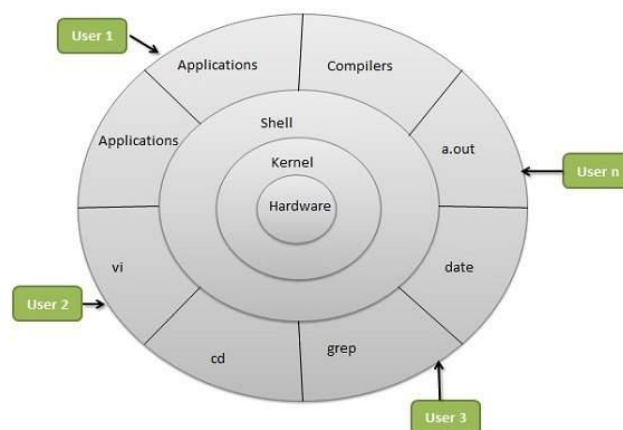 User 1
Applications
Compilers
Applications
Shell
a.out
Kernel
User n
Hardware
vi
date
User 2
cd
grep
User 3